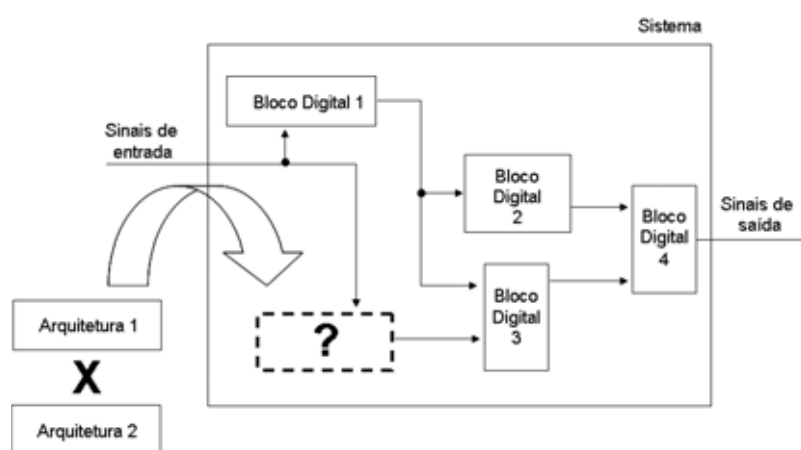 Sistema
Bloco Digital 1
Sinais de
entrada
Bloco
Digital
2
Bloco
Digital
4
Sinais de
saída
Bloco
Digital
3
?
Arquitetura 1
X
Arquitetura 2